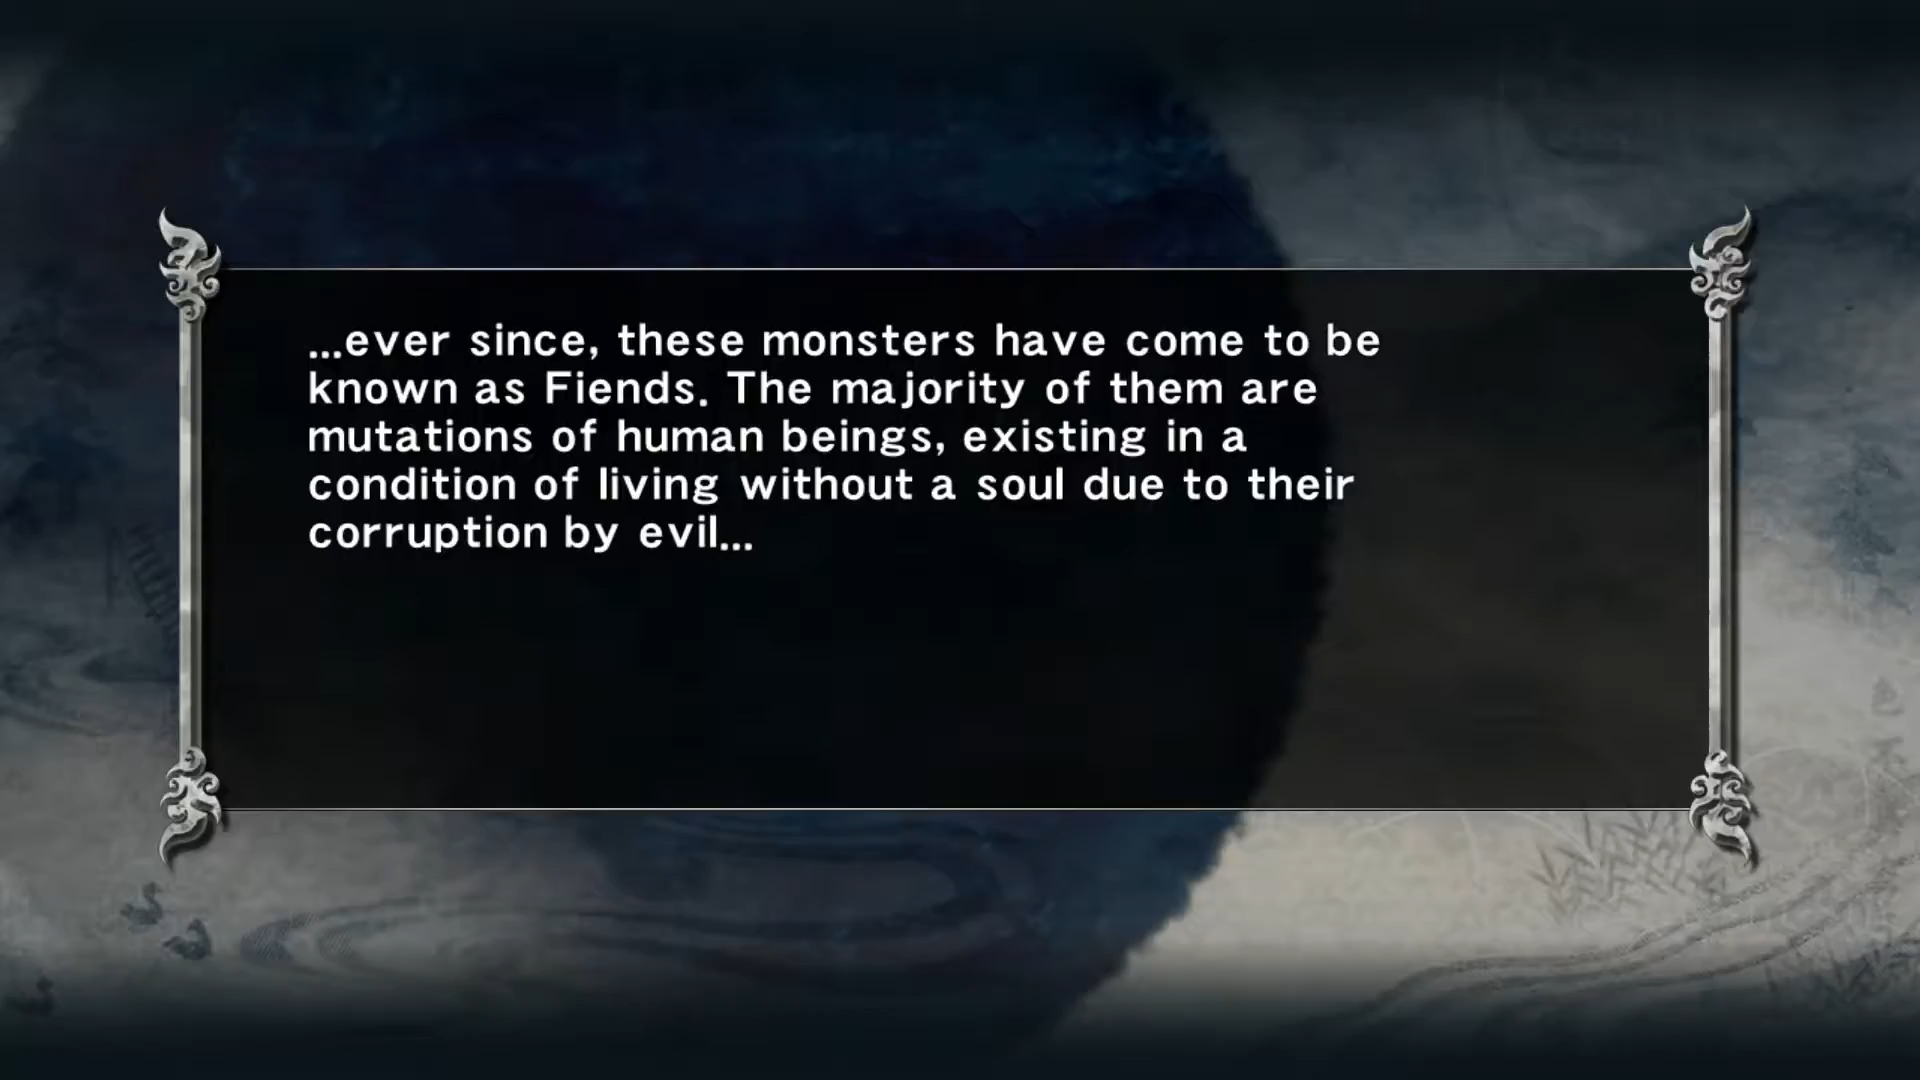 ...ever since, these monsters have come to be
known as Fiends. The majority of them are
mutations of human beings, existing in a
condition of living without a soul due to their
corruption by evil...